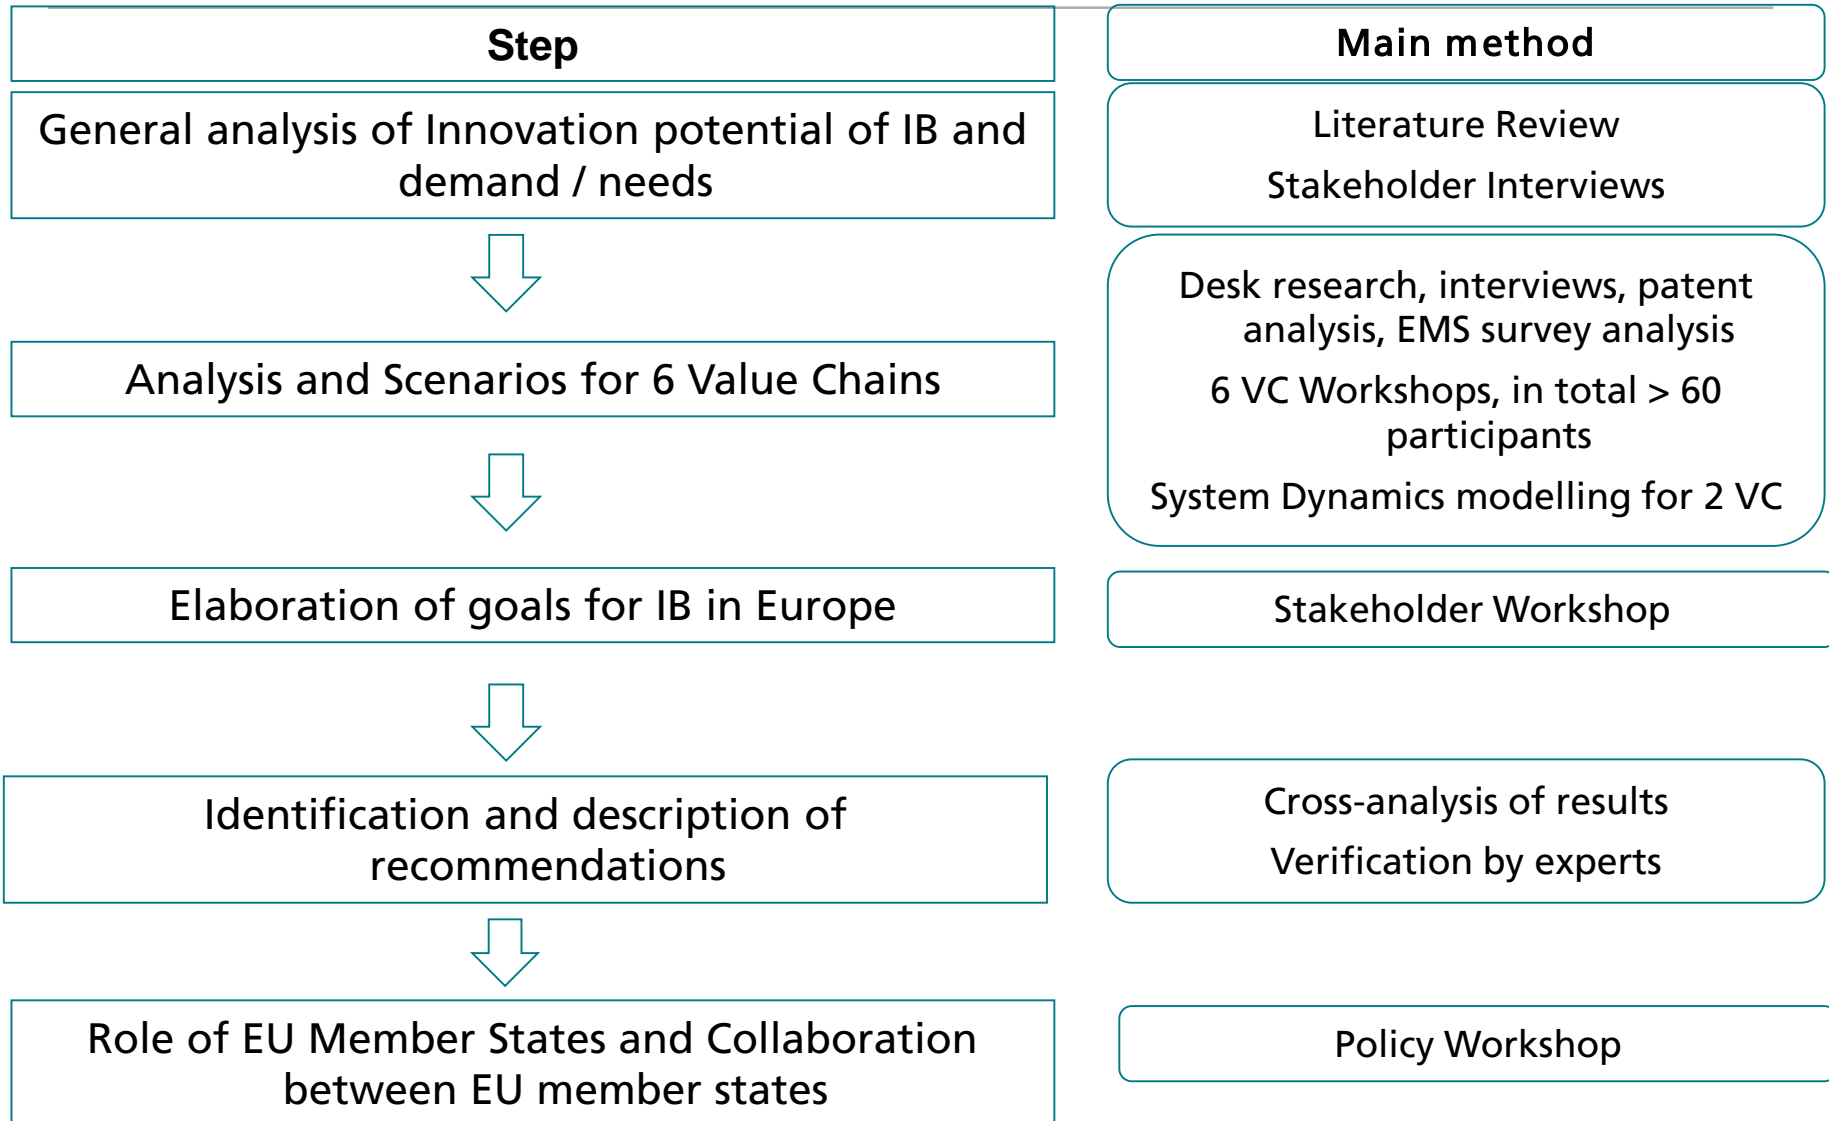 Step
Main method
General analysis of Innovation potential of IB and
demand / needs
Literature Review
Stakeholder Interviews
Analysis and Scenarios for 6 Value Chains
Desk research, interviews, patent
analysis, EMS survey analysis
6 VC Workshops, in total > 60
participants
System Dynamics modelling for 2 VC
Elaboration of goals for IB in Europe
Stakeholder Workshop
Identification and description of
recommendations
Cross-analysis of results
Verification by experts
Role of EU Member States and Collaboration
between EU member states
Policy Workshop